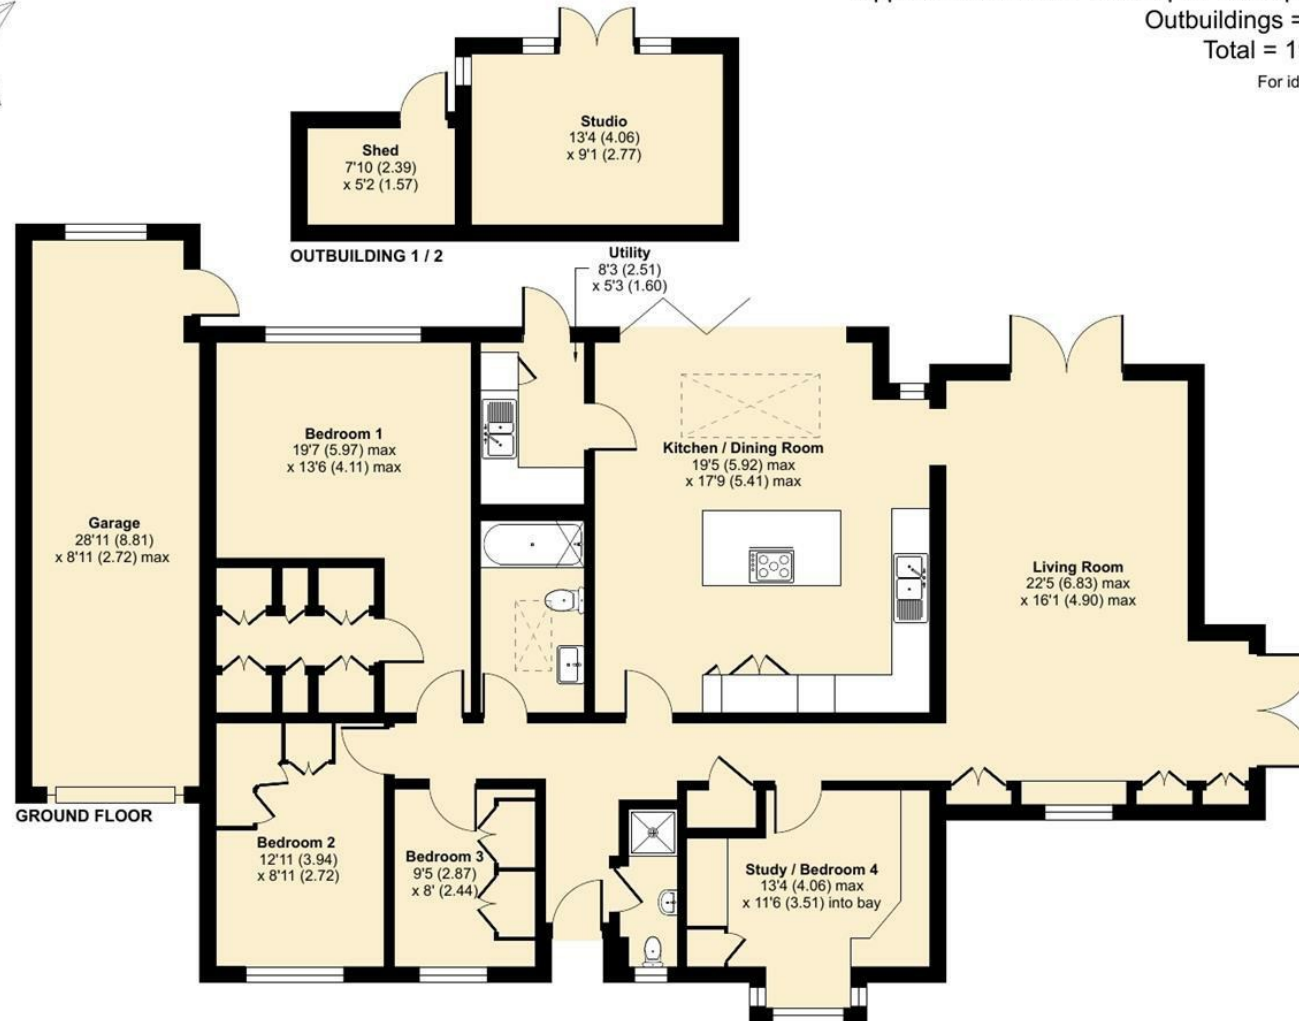 Outbuildings =
Total = 1
For id
Studio
13'4 (4.06)
x 9'1 (2.77)
Shed
7'10 (2.39)
x 5'2 (1.57)
OUTBUILDING 1 / 2
Utility
8'3 (2.51)
x 5'3 (1.60)
Bedroom 1
19'7 (5.97) max
x 13'6 (4.11) max
Kitchen / Dining Room
19'5 (5.92) max
x 17'9 (5.41) max
Garage
28'11 (8.81)
x 8'11 (2.72) max
Living Room
22'5 (6.83) max
x 16'1 (4.90) max
GROUND FLOOR
Bedroom 2
12'11 (3.94)
x 8'11 (2.72)
Bedroom 3
9'5 (2.87)
x 8' (2.44)
Study / Bedroom 4
13'4 (4.06) max
x 11'6 (3.51) into bay